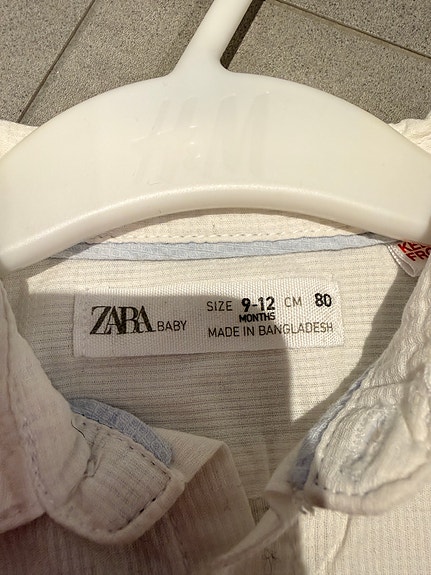 H&M
ZARA BABY
SIZE 9-12 MONTHS CM 80
MADE IN BANGLADESH